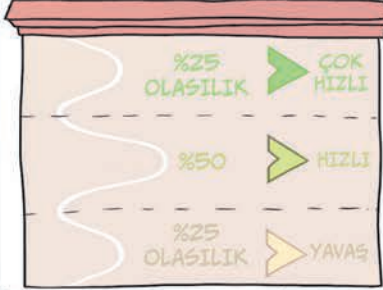 %25
OLASILIK
ÇOK
HIZLI
%50
HIZLI
%25
OLASILIK
YAVAŞ